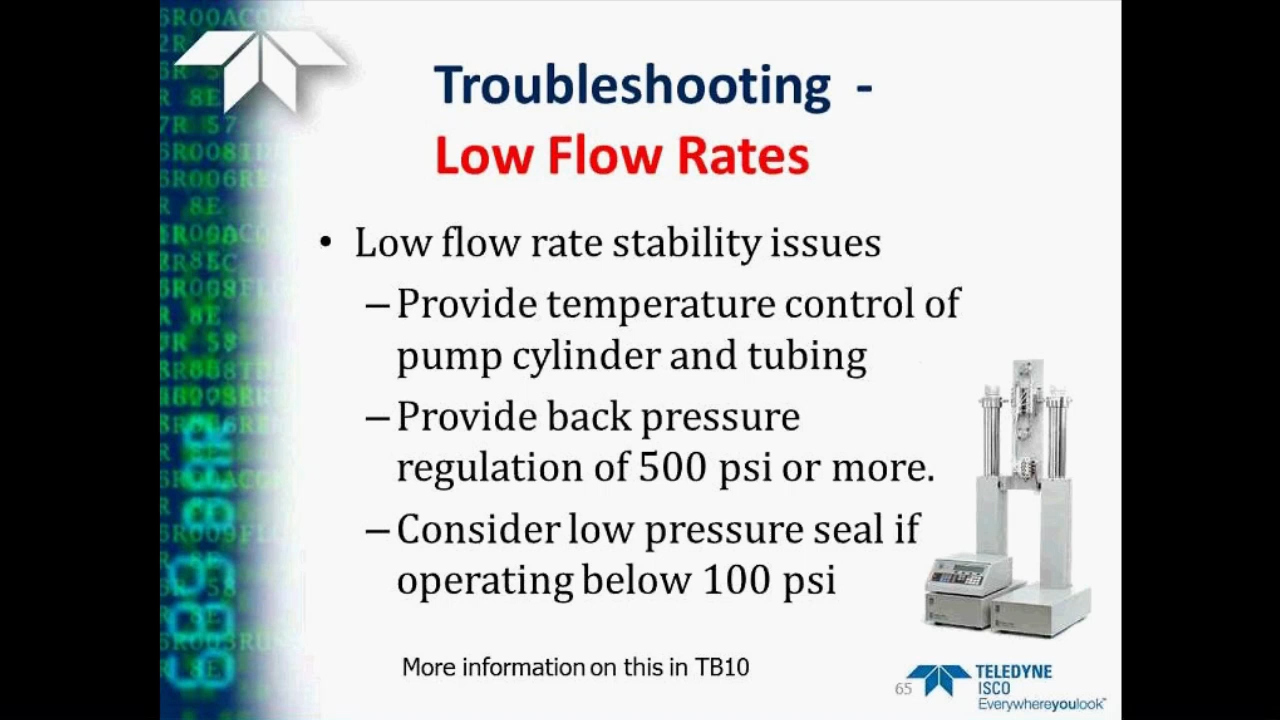 Troubleshooting -
Low Flow Rates
• Low flow rate stability issues
– Provide temperature control of
pump cylinder and tubing
– Provide back pressure
regulation of 500 psi or more.
– Consider low pressure seal if
operating below 100 psi
More information on this in TB10
65
TELEDYNE
ISCO
Everywhereyoulook™